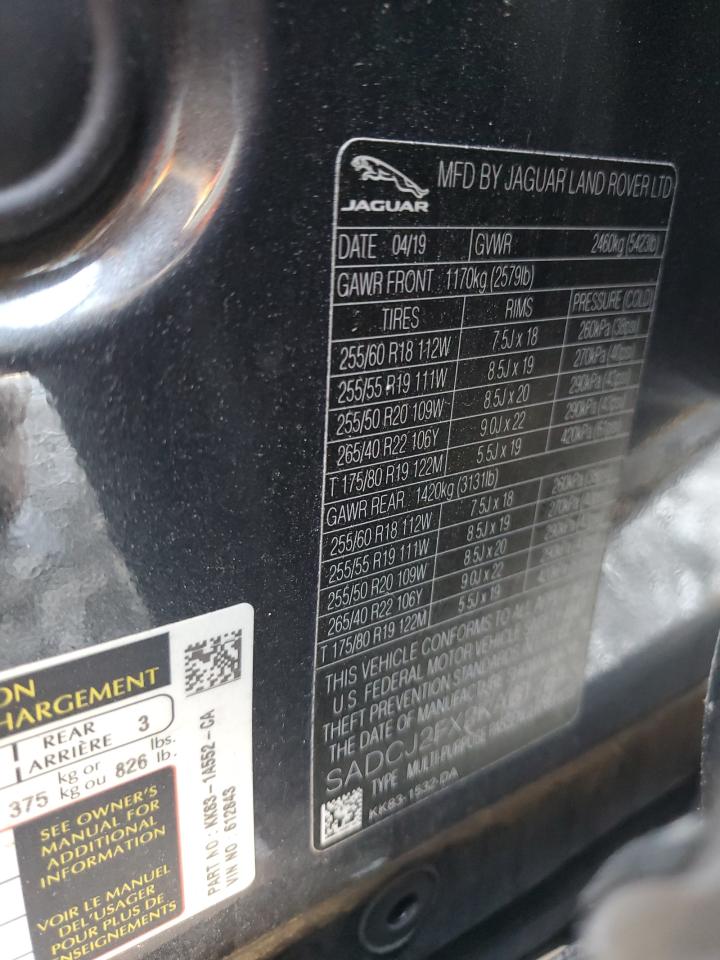 JAGUAR
MFD BY JAGUAR LAND ROVER LTD
DATE 04/19 GVWR 2460kg (5423lb)
GAWR FRONT 1170kg (2579lb)
TIRES RIMS PRESSURE (COLD)
255/60 R18 112W 7.5J x 18 260kPa (38psi)
255/55 R19 111W 8.5J x 19 270kPa
255/50 R20 109W 8.5J x 20 290kPa
265/40 R22 106Y 9.0J x 22 290kPa
T 175/80 R19 122M 5.5J x 19 420kPa
GAWR REAR 1420kg (3131lb)
255/60 R18 112W 7.5J x 18 260kPa
255/55 R19 111W 8.5J x 19 270kPa
255/50 R20 109W 8.5J x 20
265/40 R22 106Y 9.0J x 22
T 175/80 R19 122M 5.5J x 19
THIS VEHICLE CONFORMS TO ALL
U.S. FEDERAL MOTOR VEHICLE
THEFT PREVENTION STANDARDS
THE DATE OF MANUFACTURE
SADCJ2FX
TYPE MULTI-PURPOSE
KK83-1532-DA
ON
HARGEMENT
REAR 3
ARRIÈRE
375 kg or 826 lbs.
kg ou lb.
SEE OWNER'S
MANUAL FOR
ADDITIONAL
INFORMATION
VOIR LE MANUEL
DE L'USAGER
POUR PLUS DE
ENSEIGNEMENTS
PART NO : KK83-1A552-CA
VIN NO : 612643